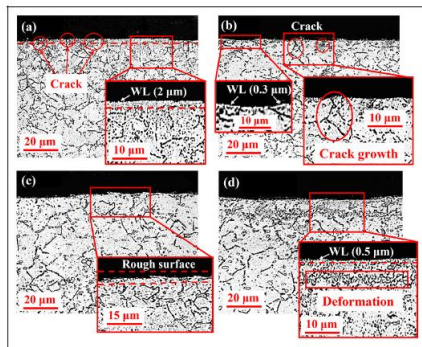 (a)
Crack
WL (2 μm)
20 μm
10 μm
(b)
Crack
WL (0.3 μm)
10 μm
20 μm
10 μm
Crack growth
(c)
Rough surface
20 μm
15 μm
(d)
WL (0.5 μm)
Deformation
20 μm
10 μm